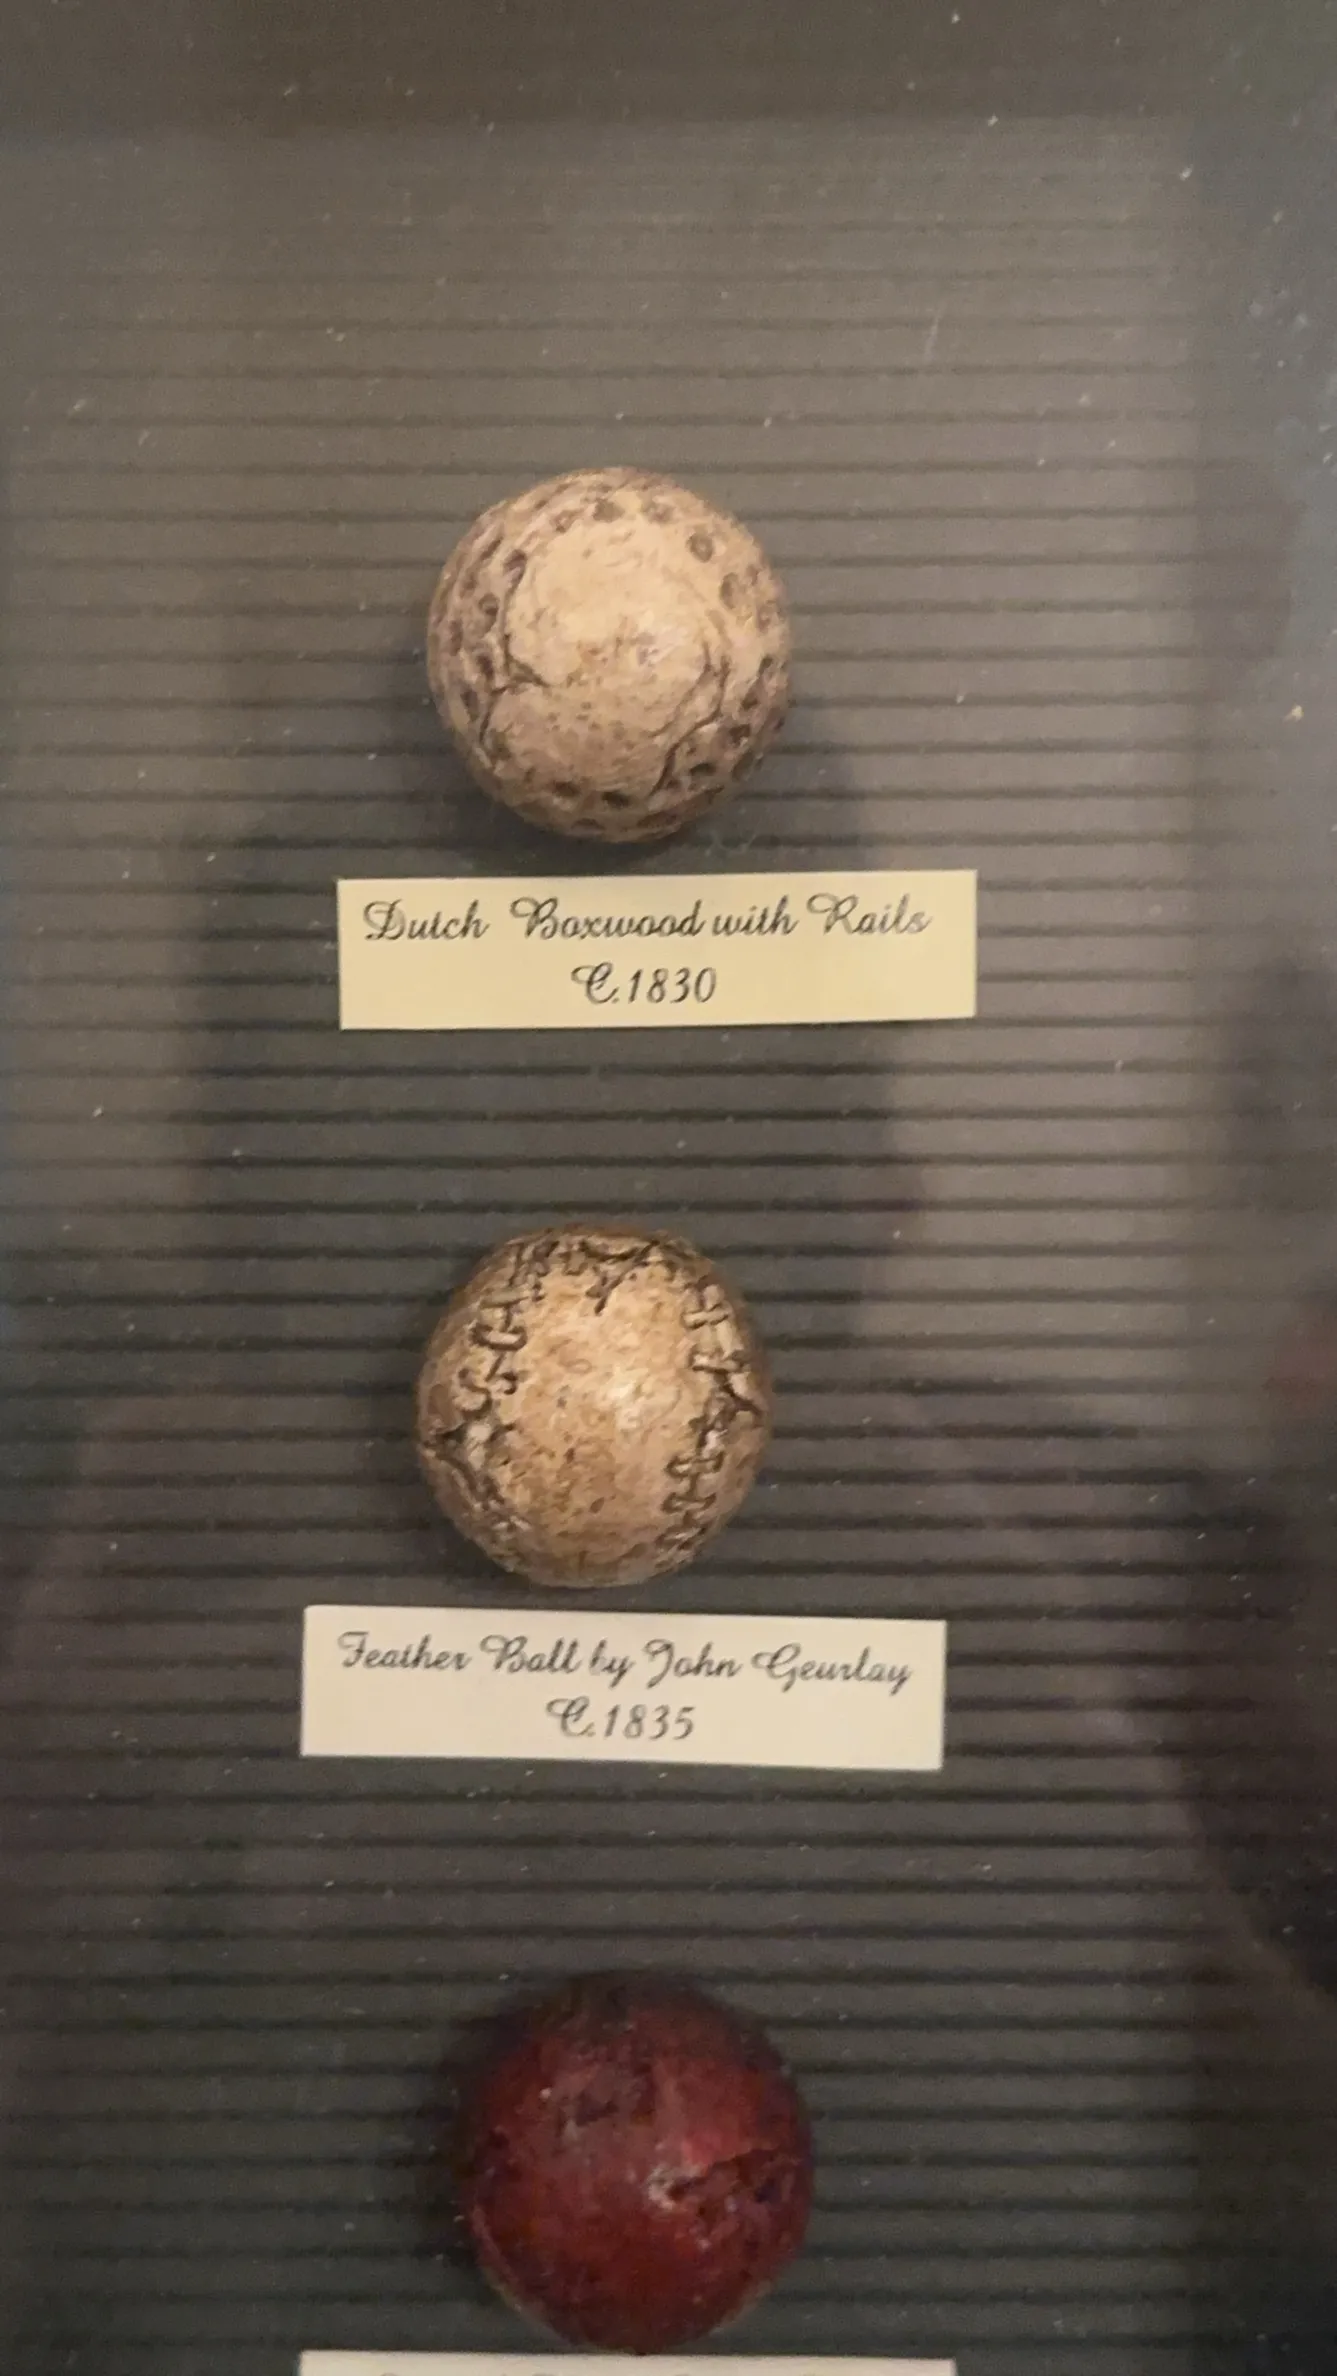 Dutch Boxwood with Rails
C.1830
Feather Ball by John Geurlay
C.1835